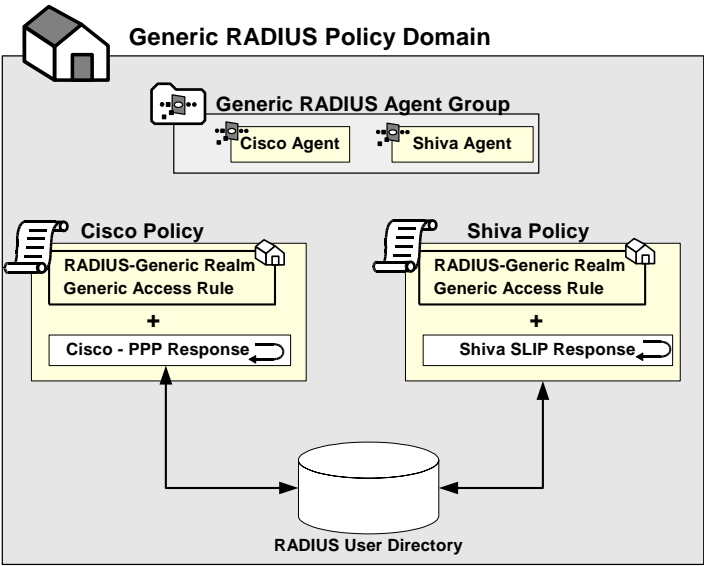 Generic RADIUS Policy Domain
Generic RADIUS Agent Group
Cisco Agent
Shiva Agent
Cisco Policy
RADIUS-Generic Realm
Generic Access Rule
+
Cisco - PPP Response
Shiva Policy
RADIUS-Generic Realm
Generic Access Rule
+
Shiva SLIP Response
RADIUS User Directory